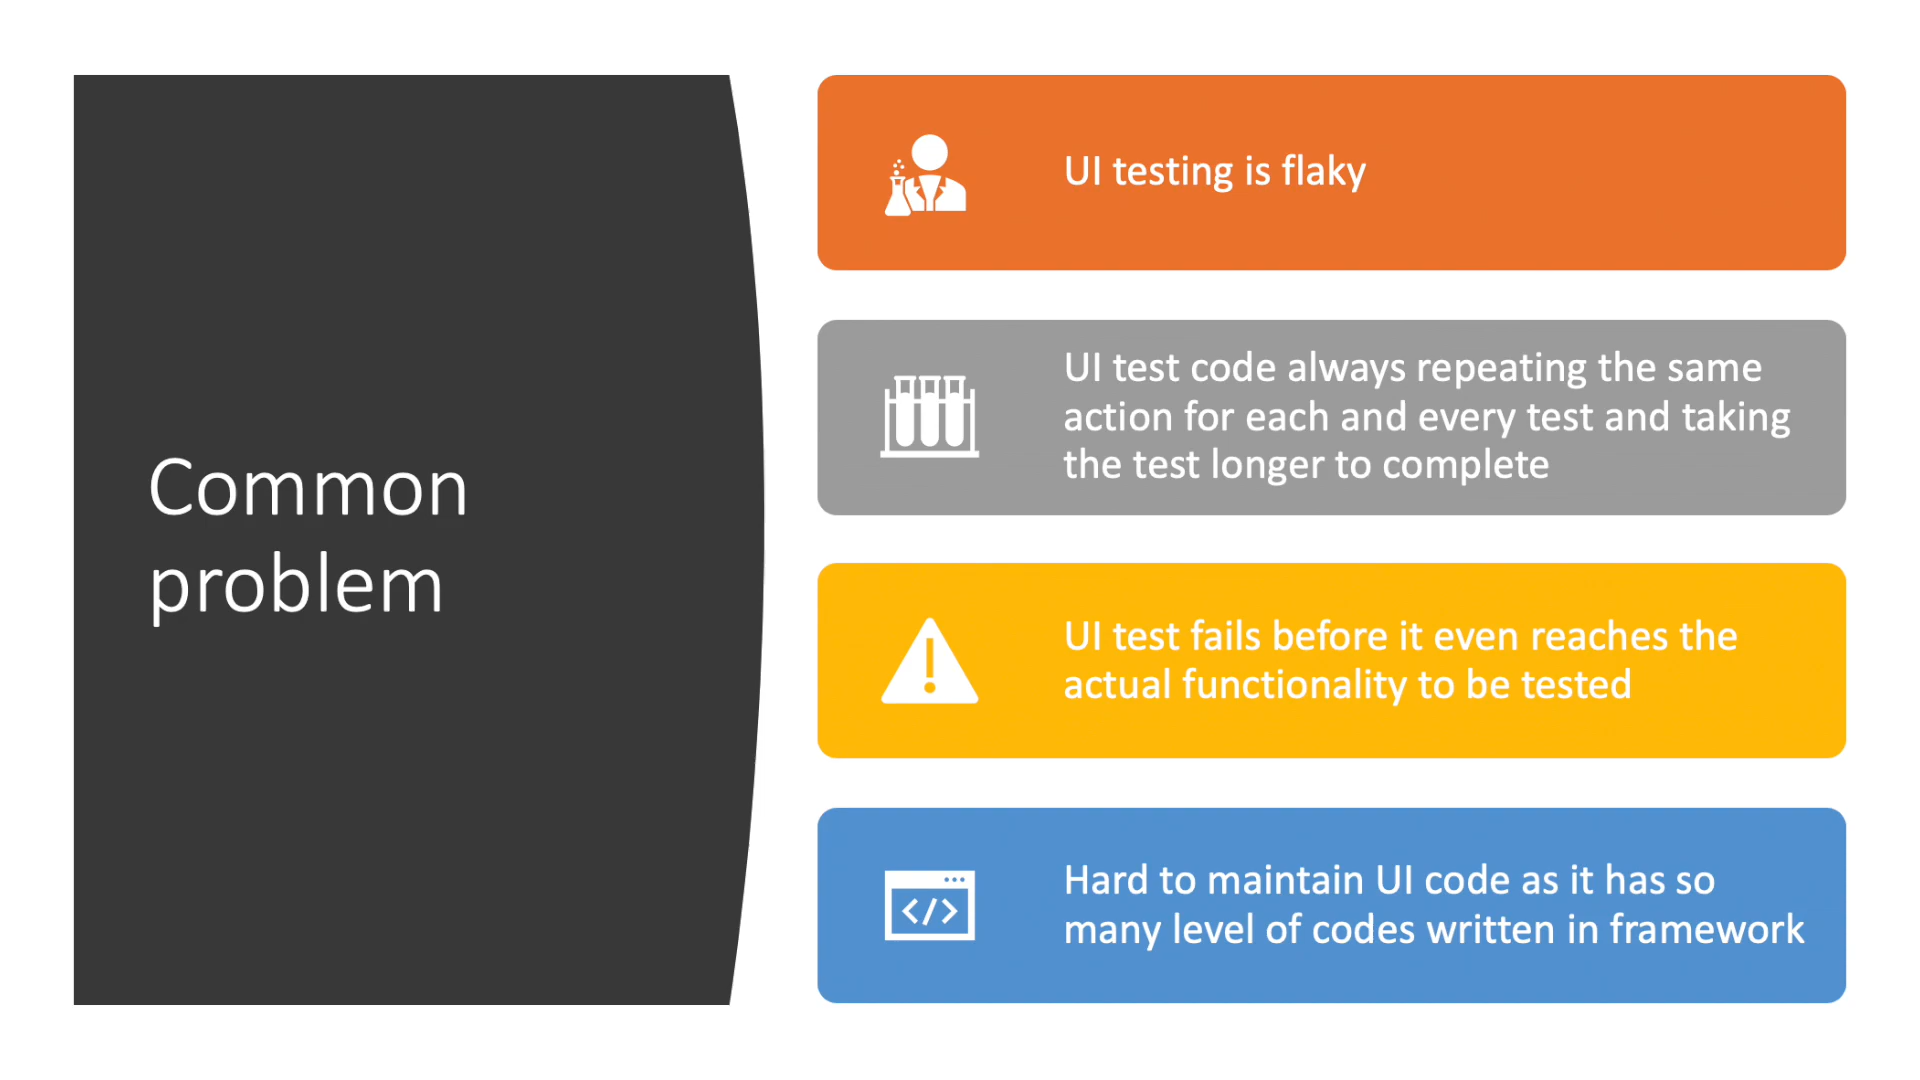 Common
problem
UI testing is flaky
UI test code always repeating the same
action for each and every test and taking
the test longer to complete
UI test fails before it even reaches the
actual functionality to be tested
</>
Hard to maintain UI code as it has so
many level of codes written in framework